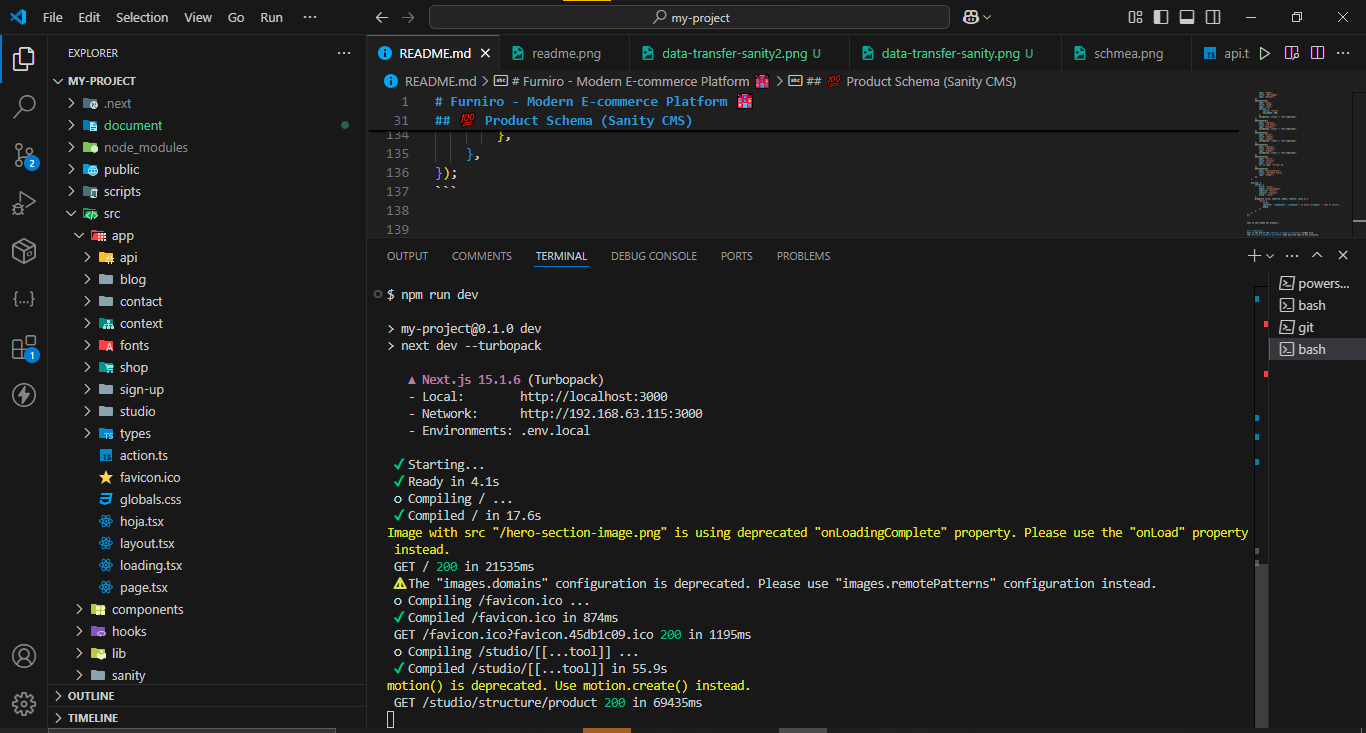 File Edit Selection View Go Run ···
my-project
EXPLORER ···
MY-PROJECT
.next
document
node_modules
public
scripts
src
app
api
blog
contact
context
fonts
shop
sign-up
studio
types
action.ts
favicon.ico
globals.css
hoja.tsx
layout.tsx
loading.tsx
page.tsx
components
hooks
lib
sanity
OUTLINE
TIMELINE
2
1
README.md readme.png data-transfer-sanity2.png U data-transfer-sanity.png U schmea.png api.t
README.md > # Furniro - Modern E-commerce Platform 🏩 > ## 💯 Product Schema (Sanity CMS)
1 # Furniro - Modern E-commerce Platform 🏩
31 ## 💯 Product Schema (Sanity CMS)
134 },
135 },
136 });
137 ```
138
139
OUTPUT COMMENTS TERMINAL DEBUG CONSOLE PORTS PROBLEMS
$ npm run dev
> my-project@0.1.0 dev
> next dev --turbopack
▲ Next.js 15.1.6 (Turbopack)
- Local: http://localhost:3000
- Network: http://192.168.63.115:3000
- Environments: .env.local
✓ Starting...
✓ Ready in 4.1s
○ Compiling / ...
✓ Compiled / in 17.6s
Image with src "/hero-section-image.png" is using deprecated "onLoadingComplete" property. Please use the "onLoad" property
instead.
GET / 200 in 21535ms
⚠ The "images.domains" configuration is deprecated. Please use "images.remotePatterns" configuration instead.
○ Compiling /favicon.ico ...
✓ Compiled /favicon.ico in 874ms
GET /favicon.ico?favicon.45db1c09.ico 200 in 1195ms
○ Compiling /studio/[[...tool]] ...
✓ Compiled /studio/[[...tool]] in 55.9s
motion() is deprecated. Use motion.create() instead.
GET /studio/structure/product 200 in 69435ms
powers...
bash
git
bash